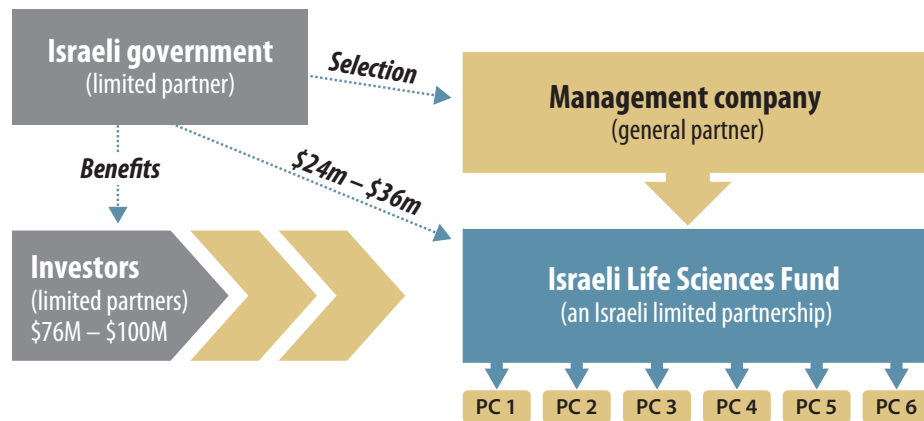 Israeli government
(limited partner)
Selection
Management company
(general partner)
Benefits
$24m – $36m
Investors
(limited partners)
$76M – $100M
Israeli Life Sciences Fund
(an Israeli limited partnership)
PC 1
PC 2
PC 3
PC 4
PC 5
PC 6